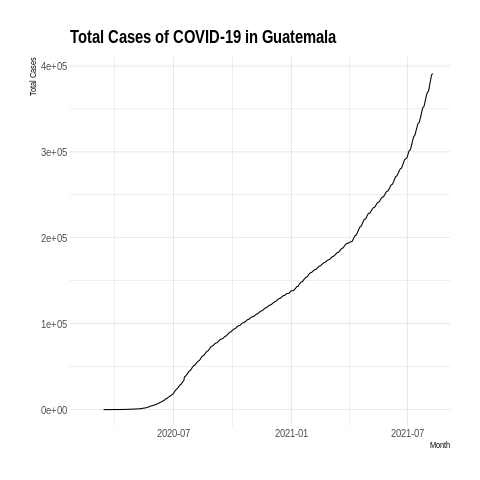 Total Cases of COVID-19 in Guatemala
Total Cases
4e+05
3e+05
2e+05
1e+05
0e+00
2020-07
2021-01
2021-07
Month